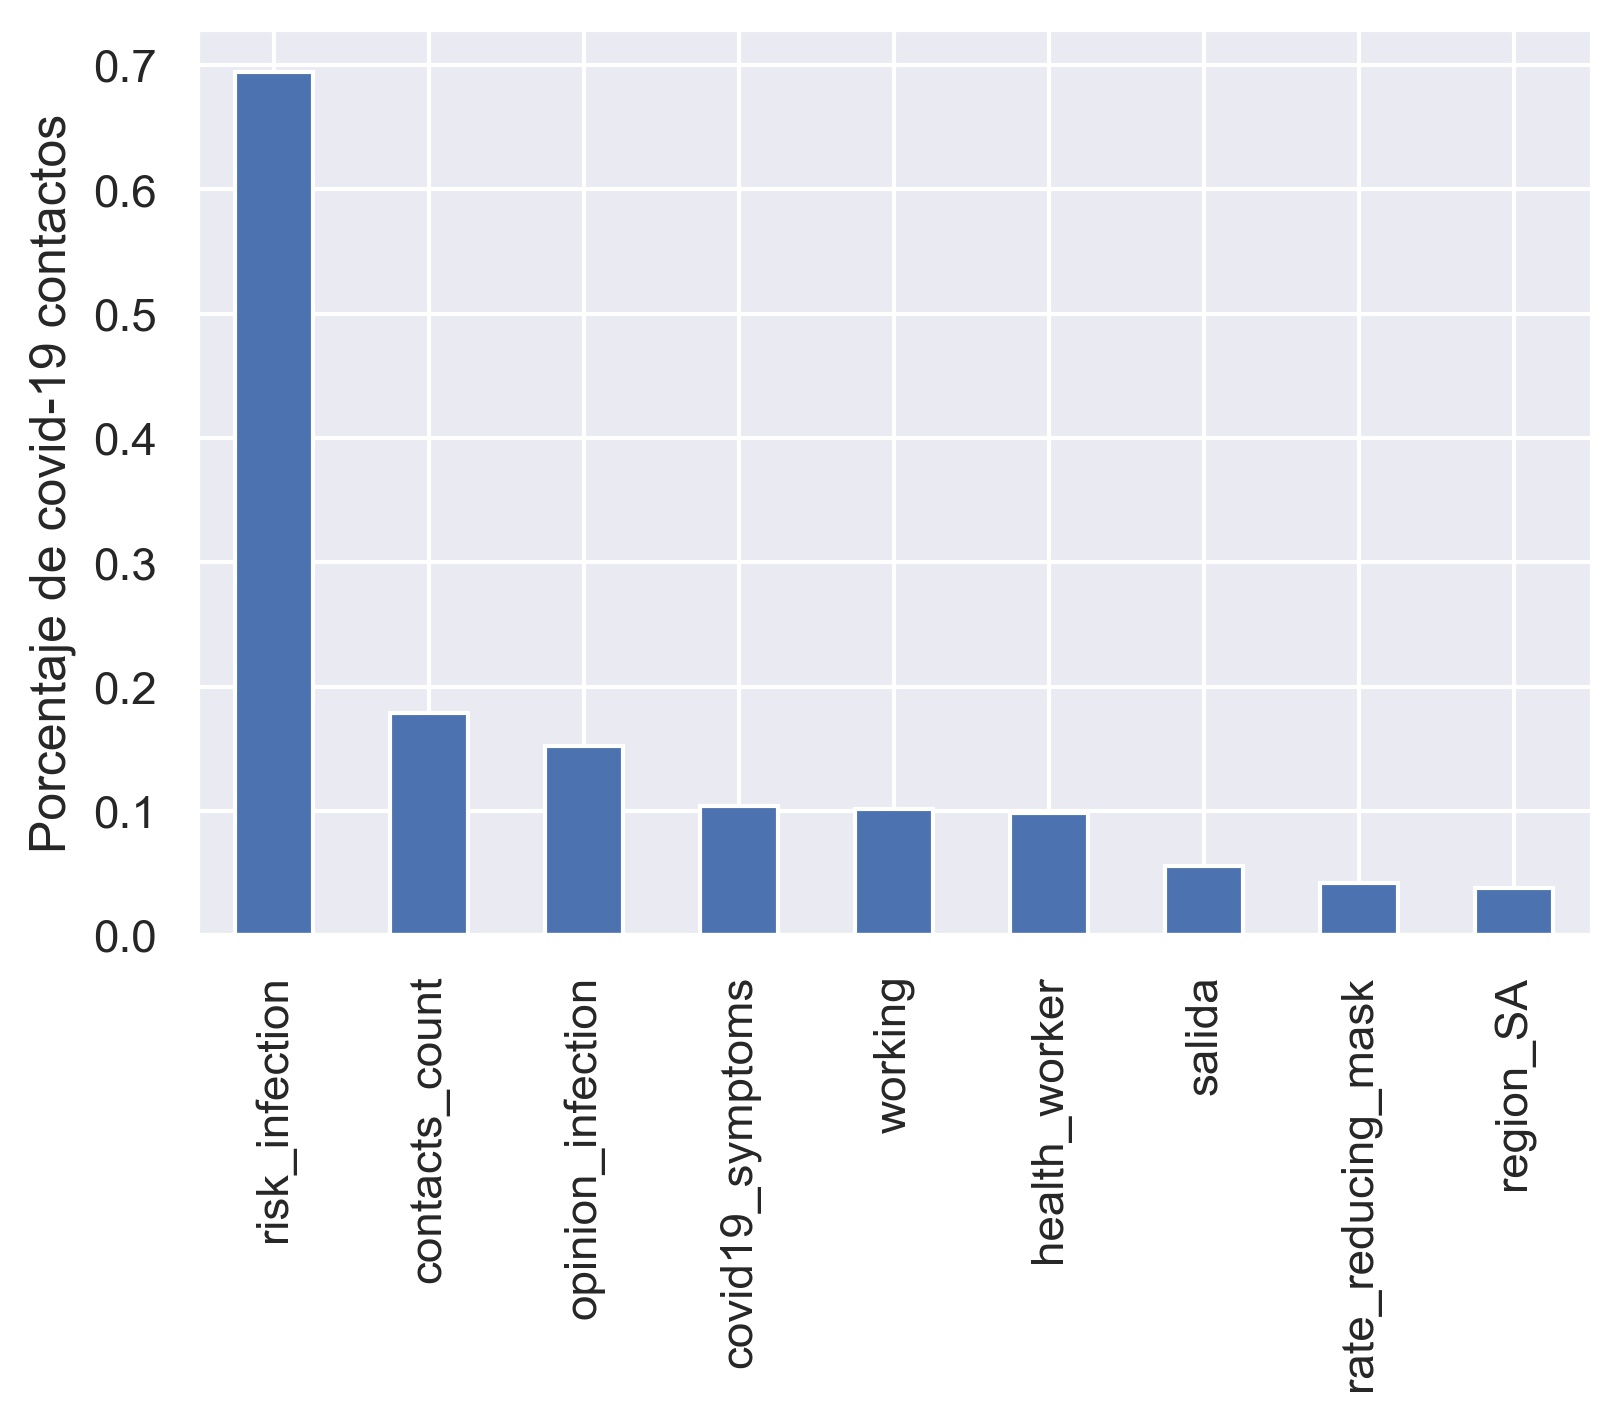 Porcentaje de covid-19 contactos
0.7
0.6
0.5
0.4
0.3
0.2
0.1
0.0
risk_infection
contacts_count
opinion_infection
covid19_symptoms
working
health_worker
salida
rate_reducing_mask
region_SA